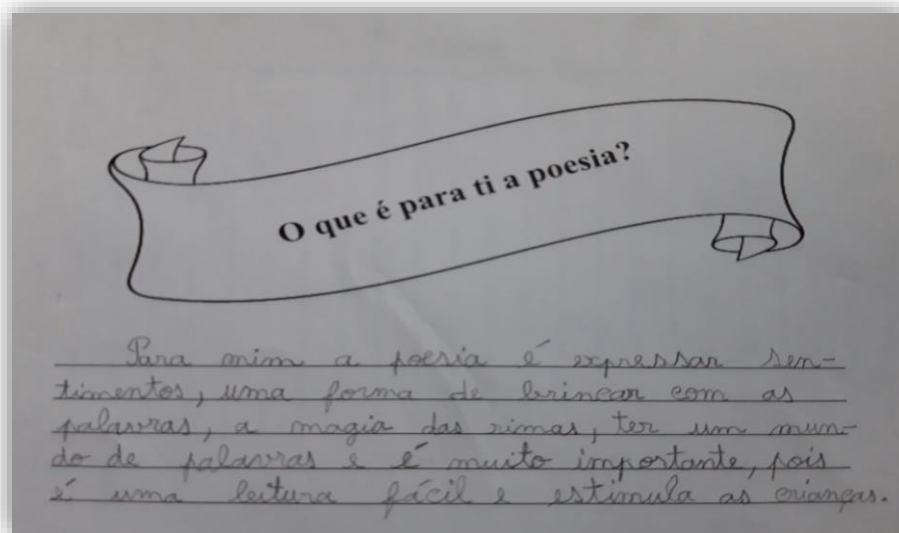 O que é para ti a poesia?
Para mim a poesia é expressar sen-
timentos, uma forma de brincar com as
palavras, a magia das rimas, ter um mun-
do de palavras e é muito importante, pois
é uma leitura fácil e estimula as crianças.